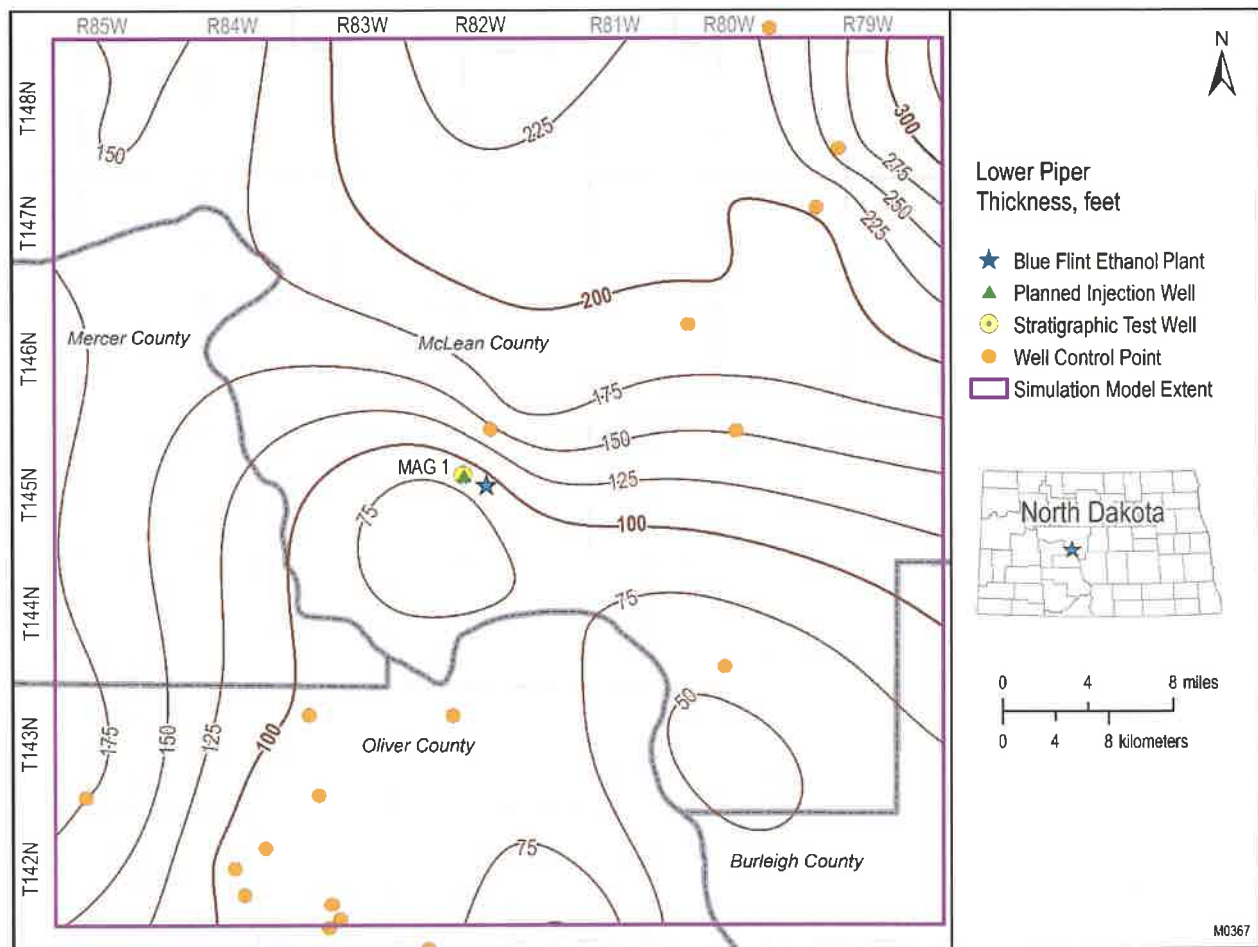 R85W R84W R83W R82W R81W R80W R79W
T148N
T147N
T146N
T145N
T144N
T143N
T142N
150
225
300
275
250
225
200
175
150
125
100
75
75
50
175
150
125
100
75
Mercer County
McLean County
MAG 1
Oliver County
Burleigh County
N
Lower Piper
Thickness, feet
Blue Flint Ethanol Plant
Planned Injection Well
Stratigraphic Test Well
Well Control Point
Simulation Model Extent
North Dakota
0 4 8 miles
0 4 8 kilometers
M0367